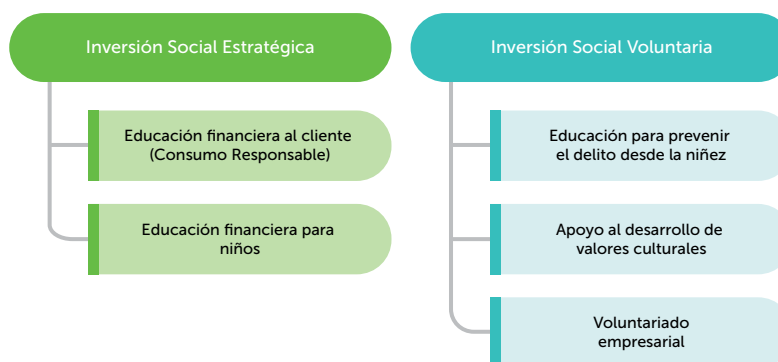 Inversión Social Estratégica
Educación financiera al cliente
(Consumo Responsable)
Educación financiera para
niños
Inversión Social Voluntaria
Educación para prevenir
el delito desde la niñez
Apoyo al desarrollo de
valores culturales
Voluntariado
empresarial